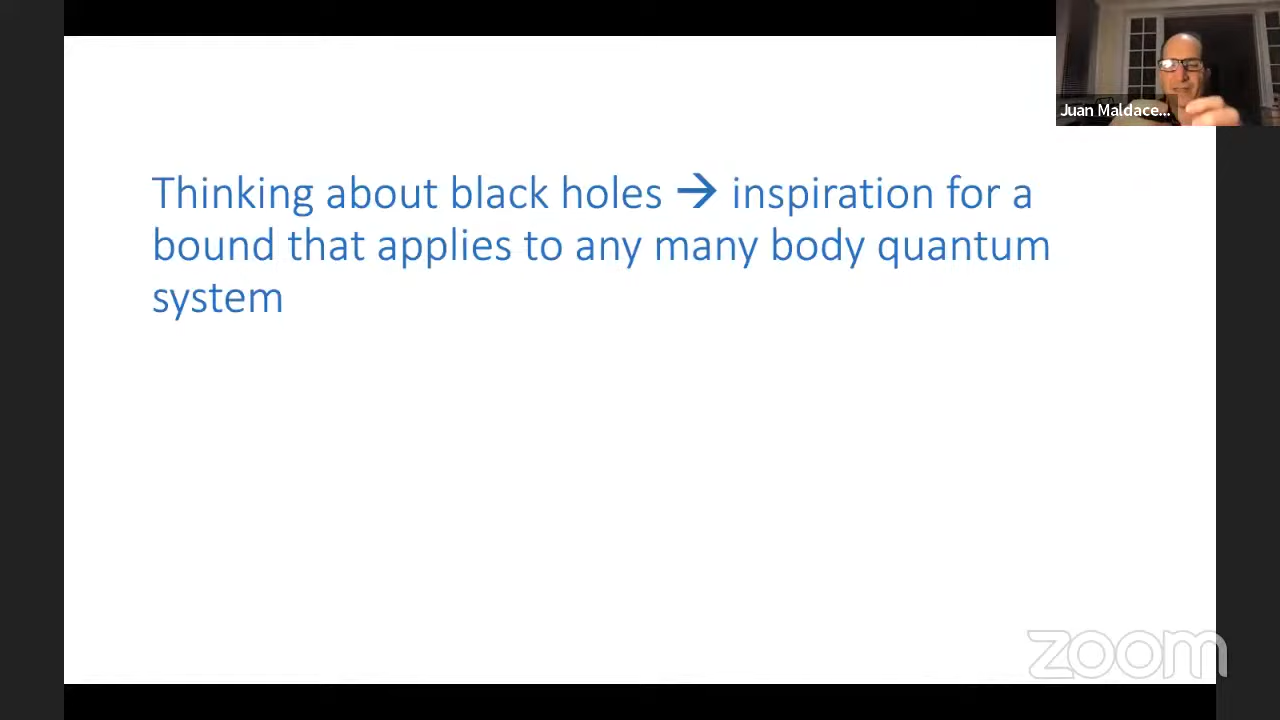 Juan Maldace...
Thinking about black holes → inspiration for a
bound that applies to any many body quantum
system
zoom